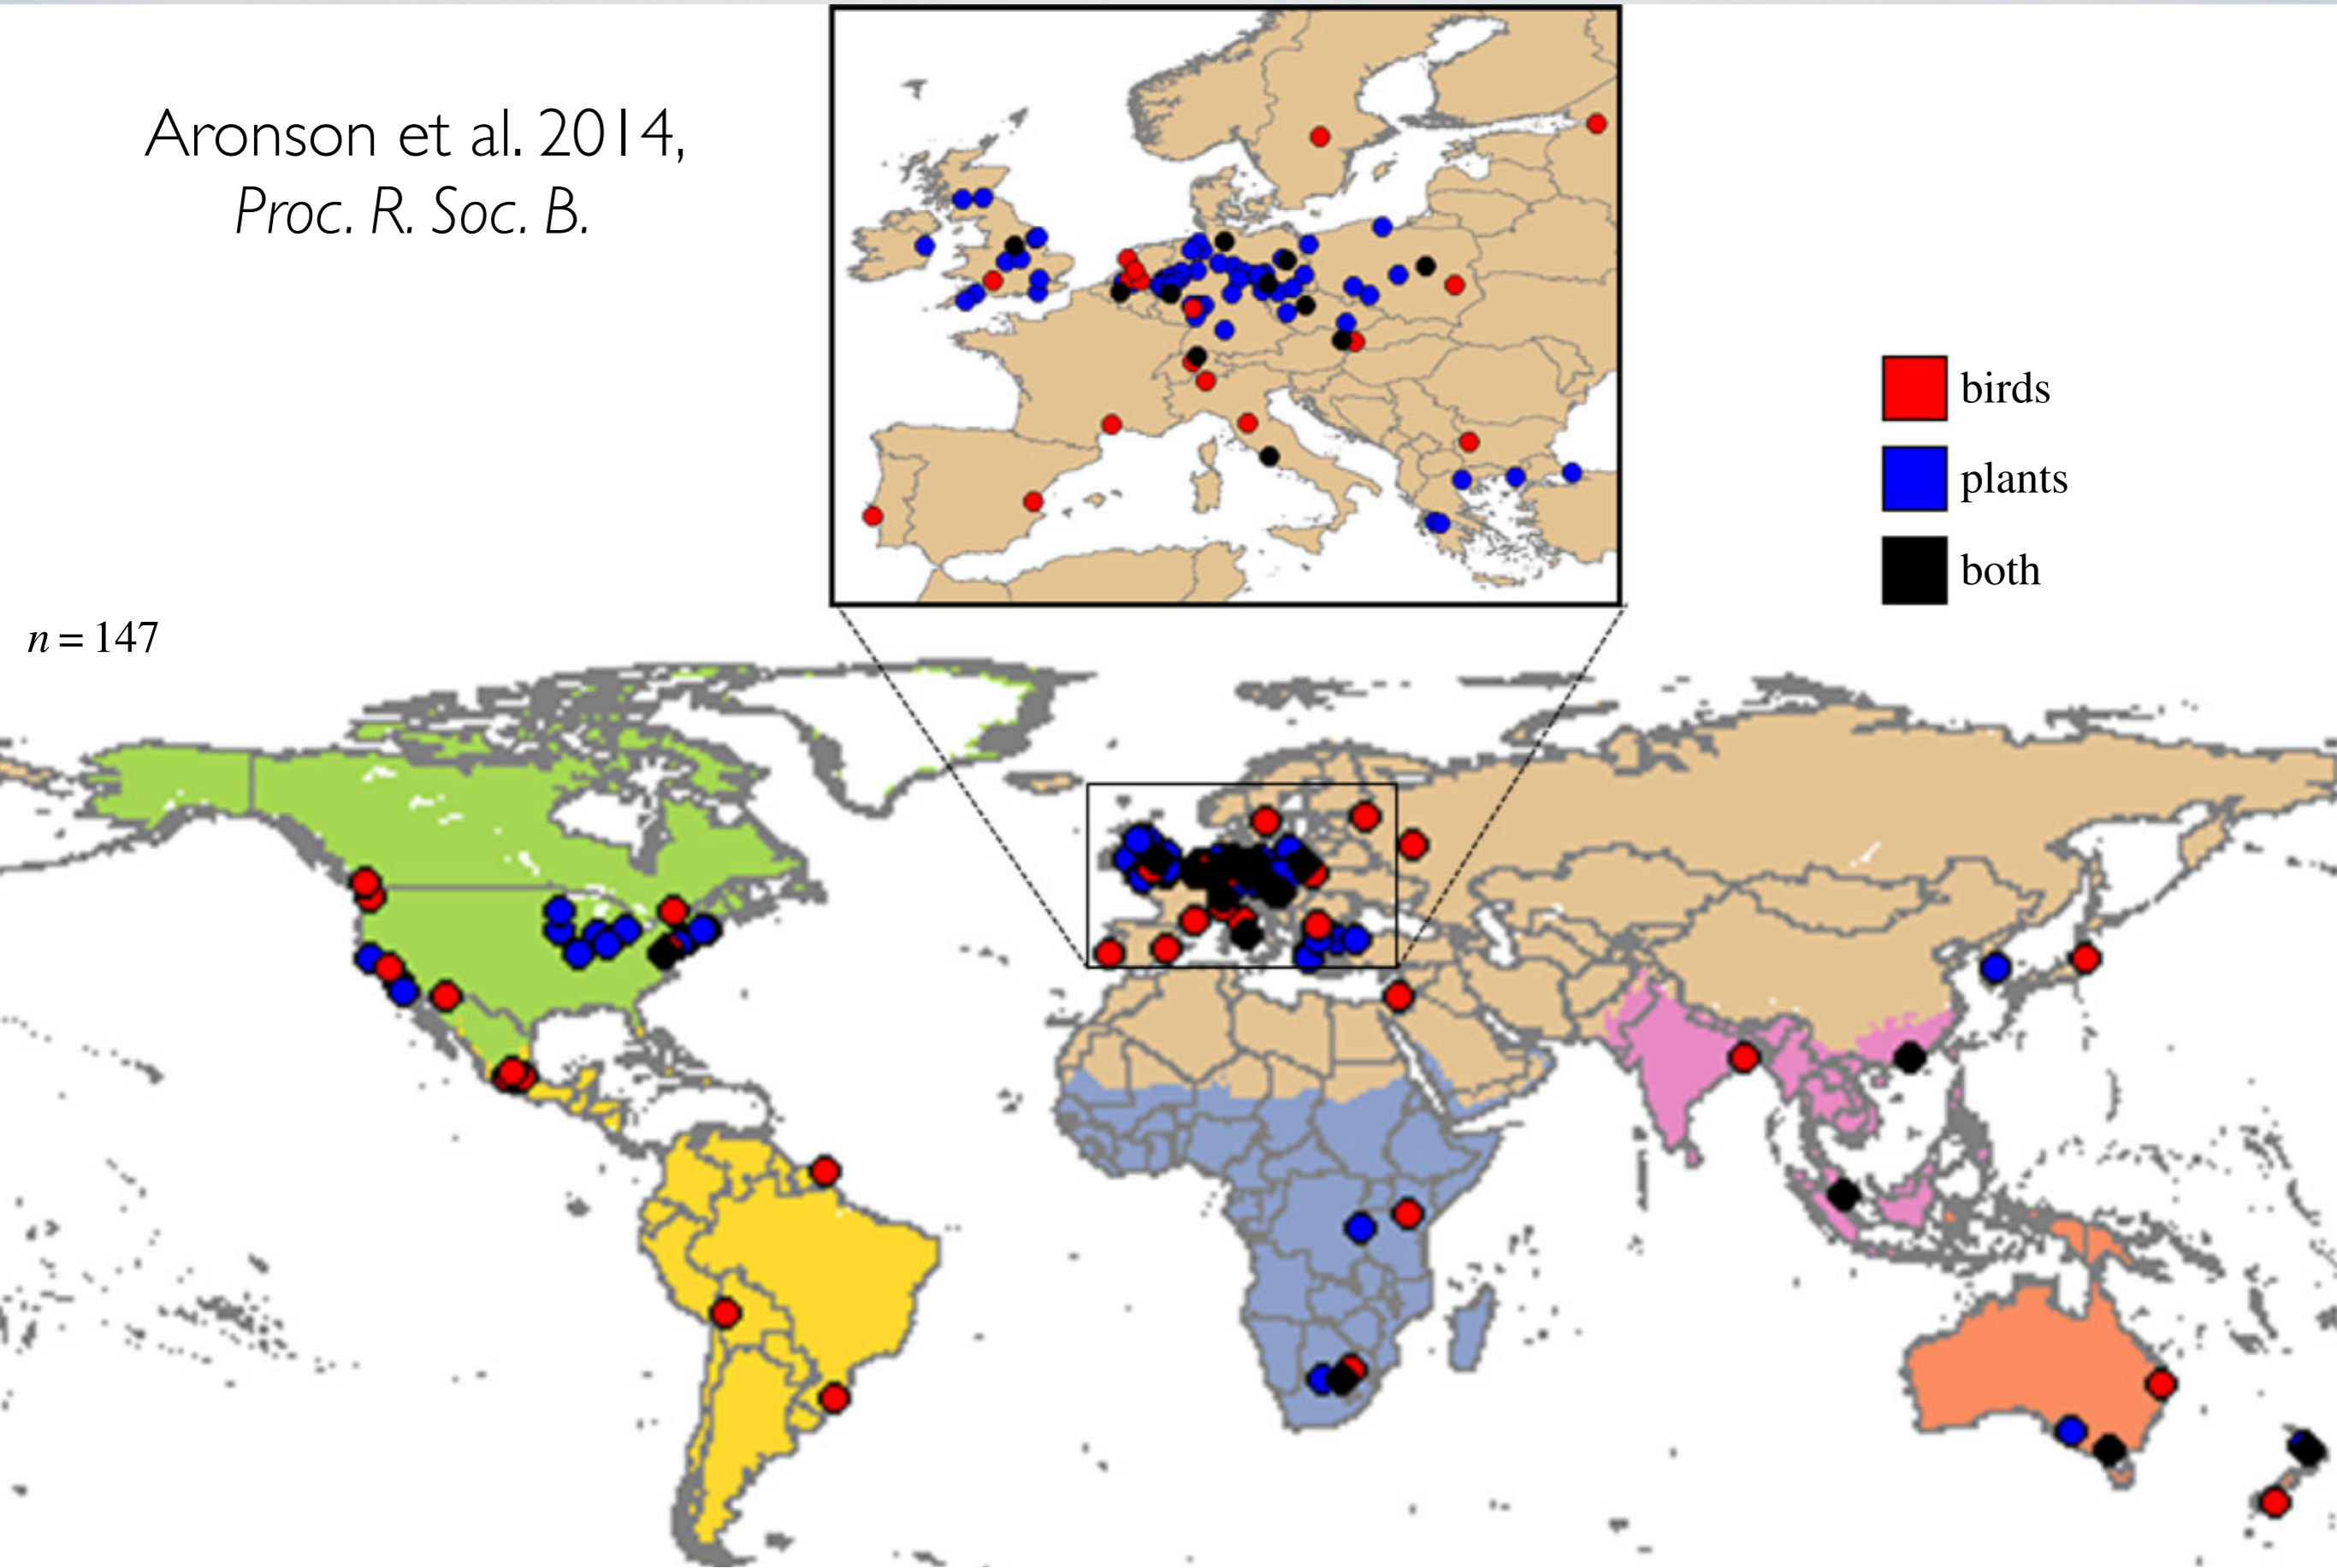 Aronson et al. 2014,
Proc. R. Soc. B.
birds
plants
both
n = 147